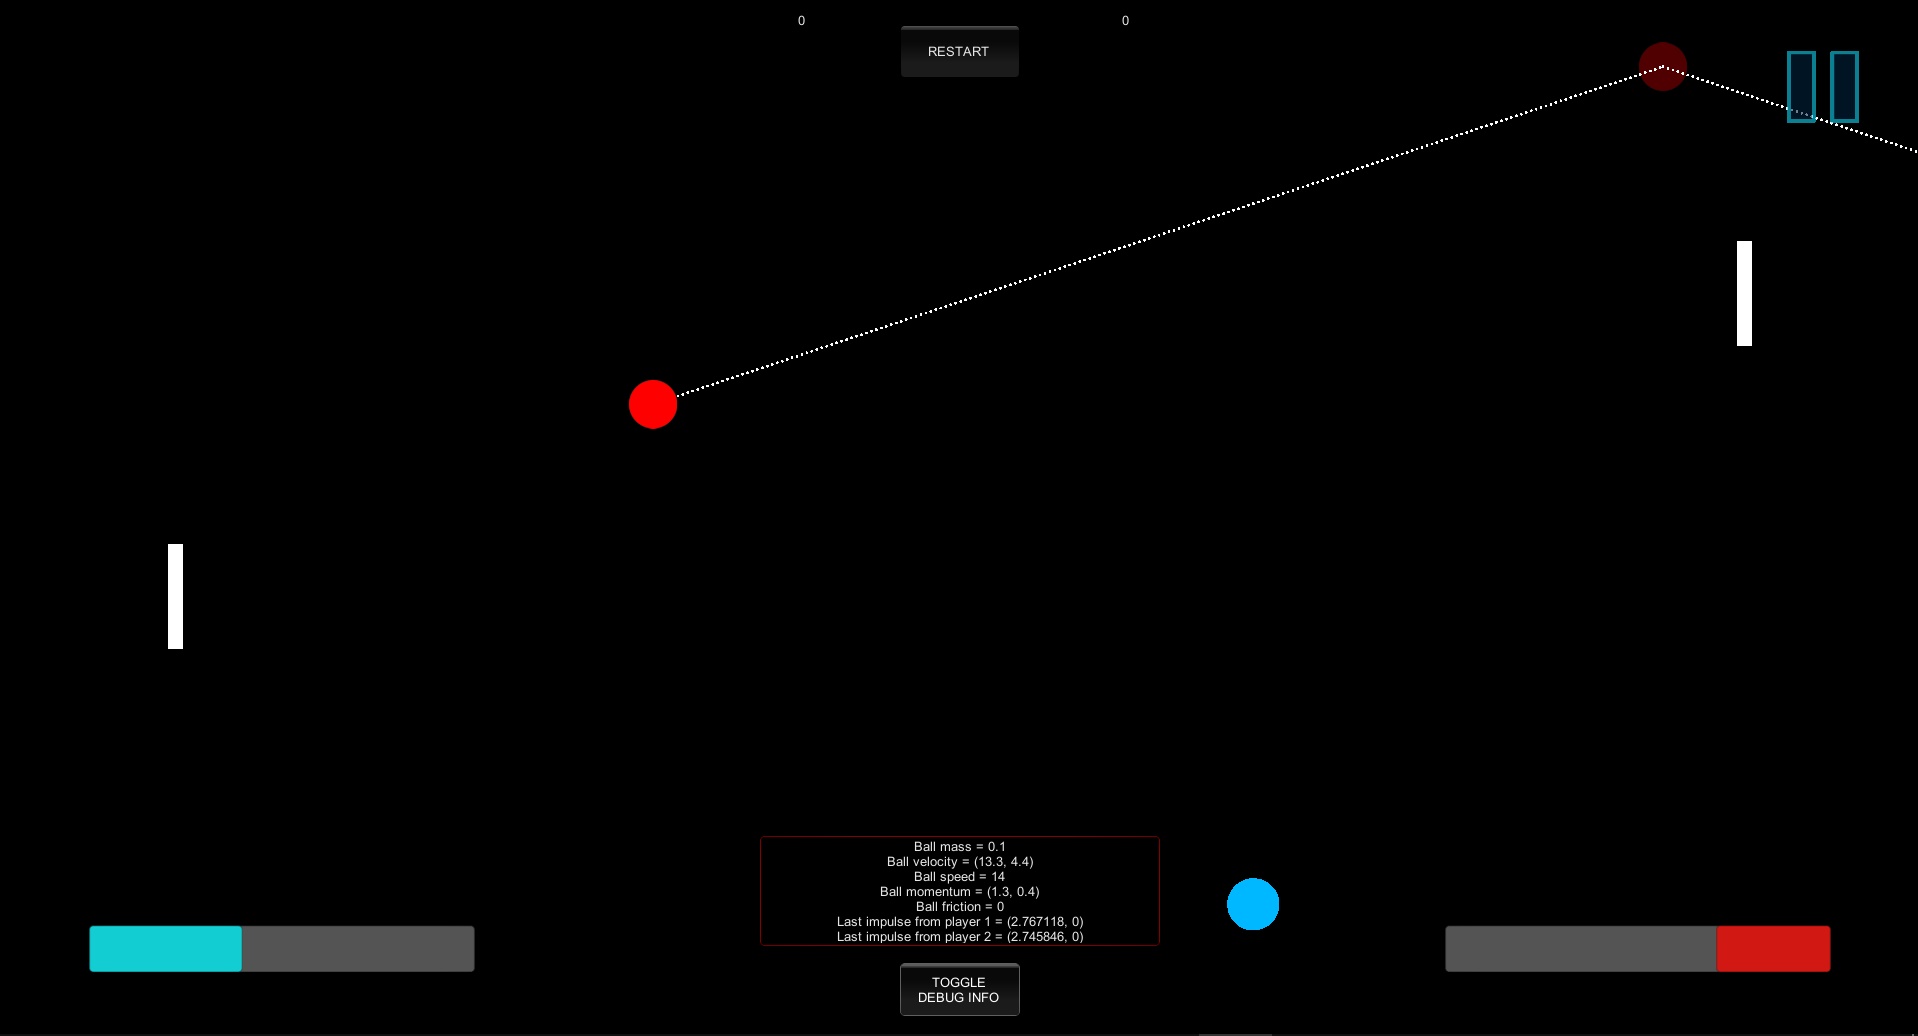 0
0
RESTART
Ball mass = 0.1
Ball velocity = (13.3, 4.4)
Ball speed = 14
Ball momentum = (1.3, 0.4)
Ball friction = 0
Last impulse from player 1 = (2.767118, 0)
Last impulse from player 2 = (2.745846, 0)
TOGGLE
DEBUG INFO